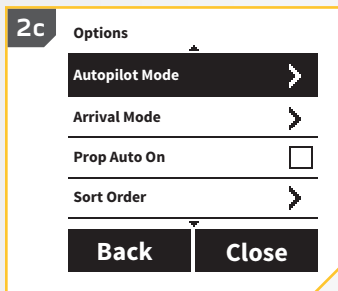 2c
Options
Autopilot Mode
Arrival Mode
Prop Auto On
Sort Order
Back Close